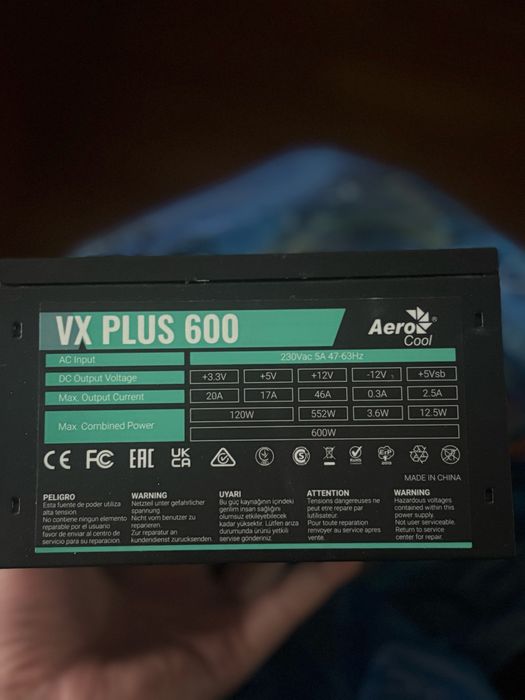 VX PLUS 600
Aero Cool®
AC Input 230Vac 5A 47-63Hz
DC Output Voltage +3.3V +5V +12V -12V +5Vsb
Max. Output Current 20A 17A 46A 0.3A 2.5A
Max. Combined Power 120W 552W 3.6W 12.5W
600W
CE FC EAC UK CA
MADE IN CHINA
PELIGRO
Esta fuente de poder utiliza
alta tension.
No contiene ningun elemento
reparable por el usuario
favor de enviar al centro de
servicio para su reparacion.
WARNING
Netzteil unter gefahrlicher
spannung
Nicht vom benutzer zu
reparieren.
Zur reparatur an
kundendienst zurucksenden.
UYARI
Bu güç kaynağının içindeki
gerilim insan sağlığını
olumsuz etkileyebilecek
kadar yüksektir. Lütfen arıza
durumunda ürünü yetkili
servise gönderiniz.
ATTENTION
Tensions dangereuses ne
peut etre repare par
lutilisateur.
Pour toute reparation
renvoyer au service apres
vente.
WARNING
Hazardous voltages
contained within this
power supply.
Not user serviceable.
Return to service
center for repair.